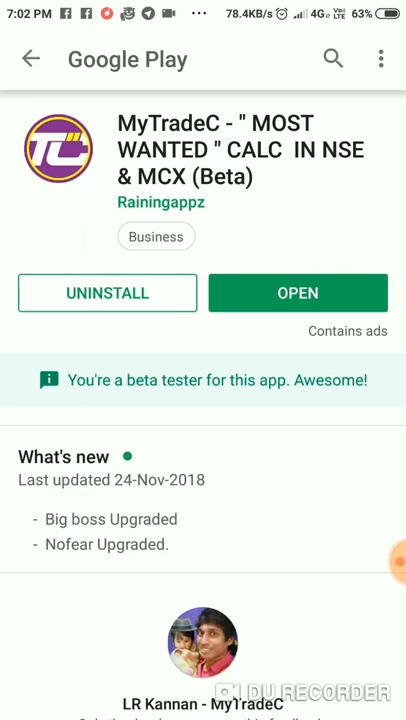 7:02 PM 78.4KB/s 4G VoLTE 63%
Google Play
MyTradeC - " MOST
WANTED " CALC IN NSE
& MCX (Beta)
TC
Rainingappz
Business
UNINSTALL OPEN
Contains ads
You're a beta tester for this app. Awesome!
What's new
Last updated 24-Nov-2018
- Big boss Upgraded
- Nofear Upgraded.
LR Kannan - MyTradeC
DU RECORDER